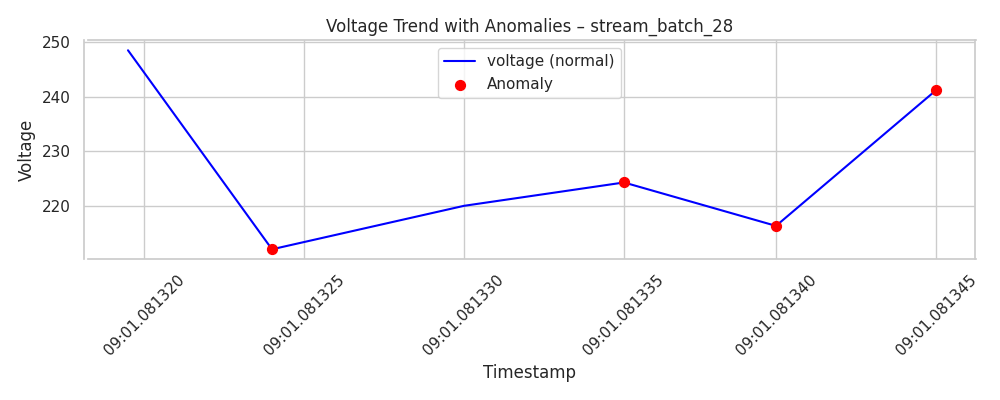 Voltage Trend with Anomalies – stream_batch_28
voltage (normal)
Anomaly
Voltage
250
240
230
220
09:01.081320
09:01.081325
09:01.081330
09:01.081335
09:01.081340
09:01.081345
Timestamp